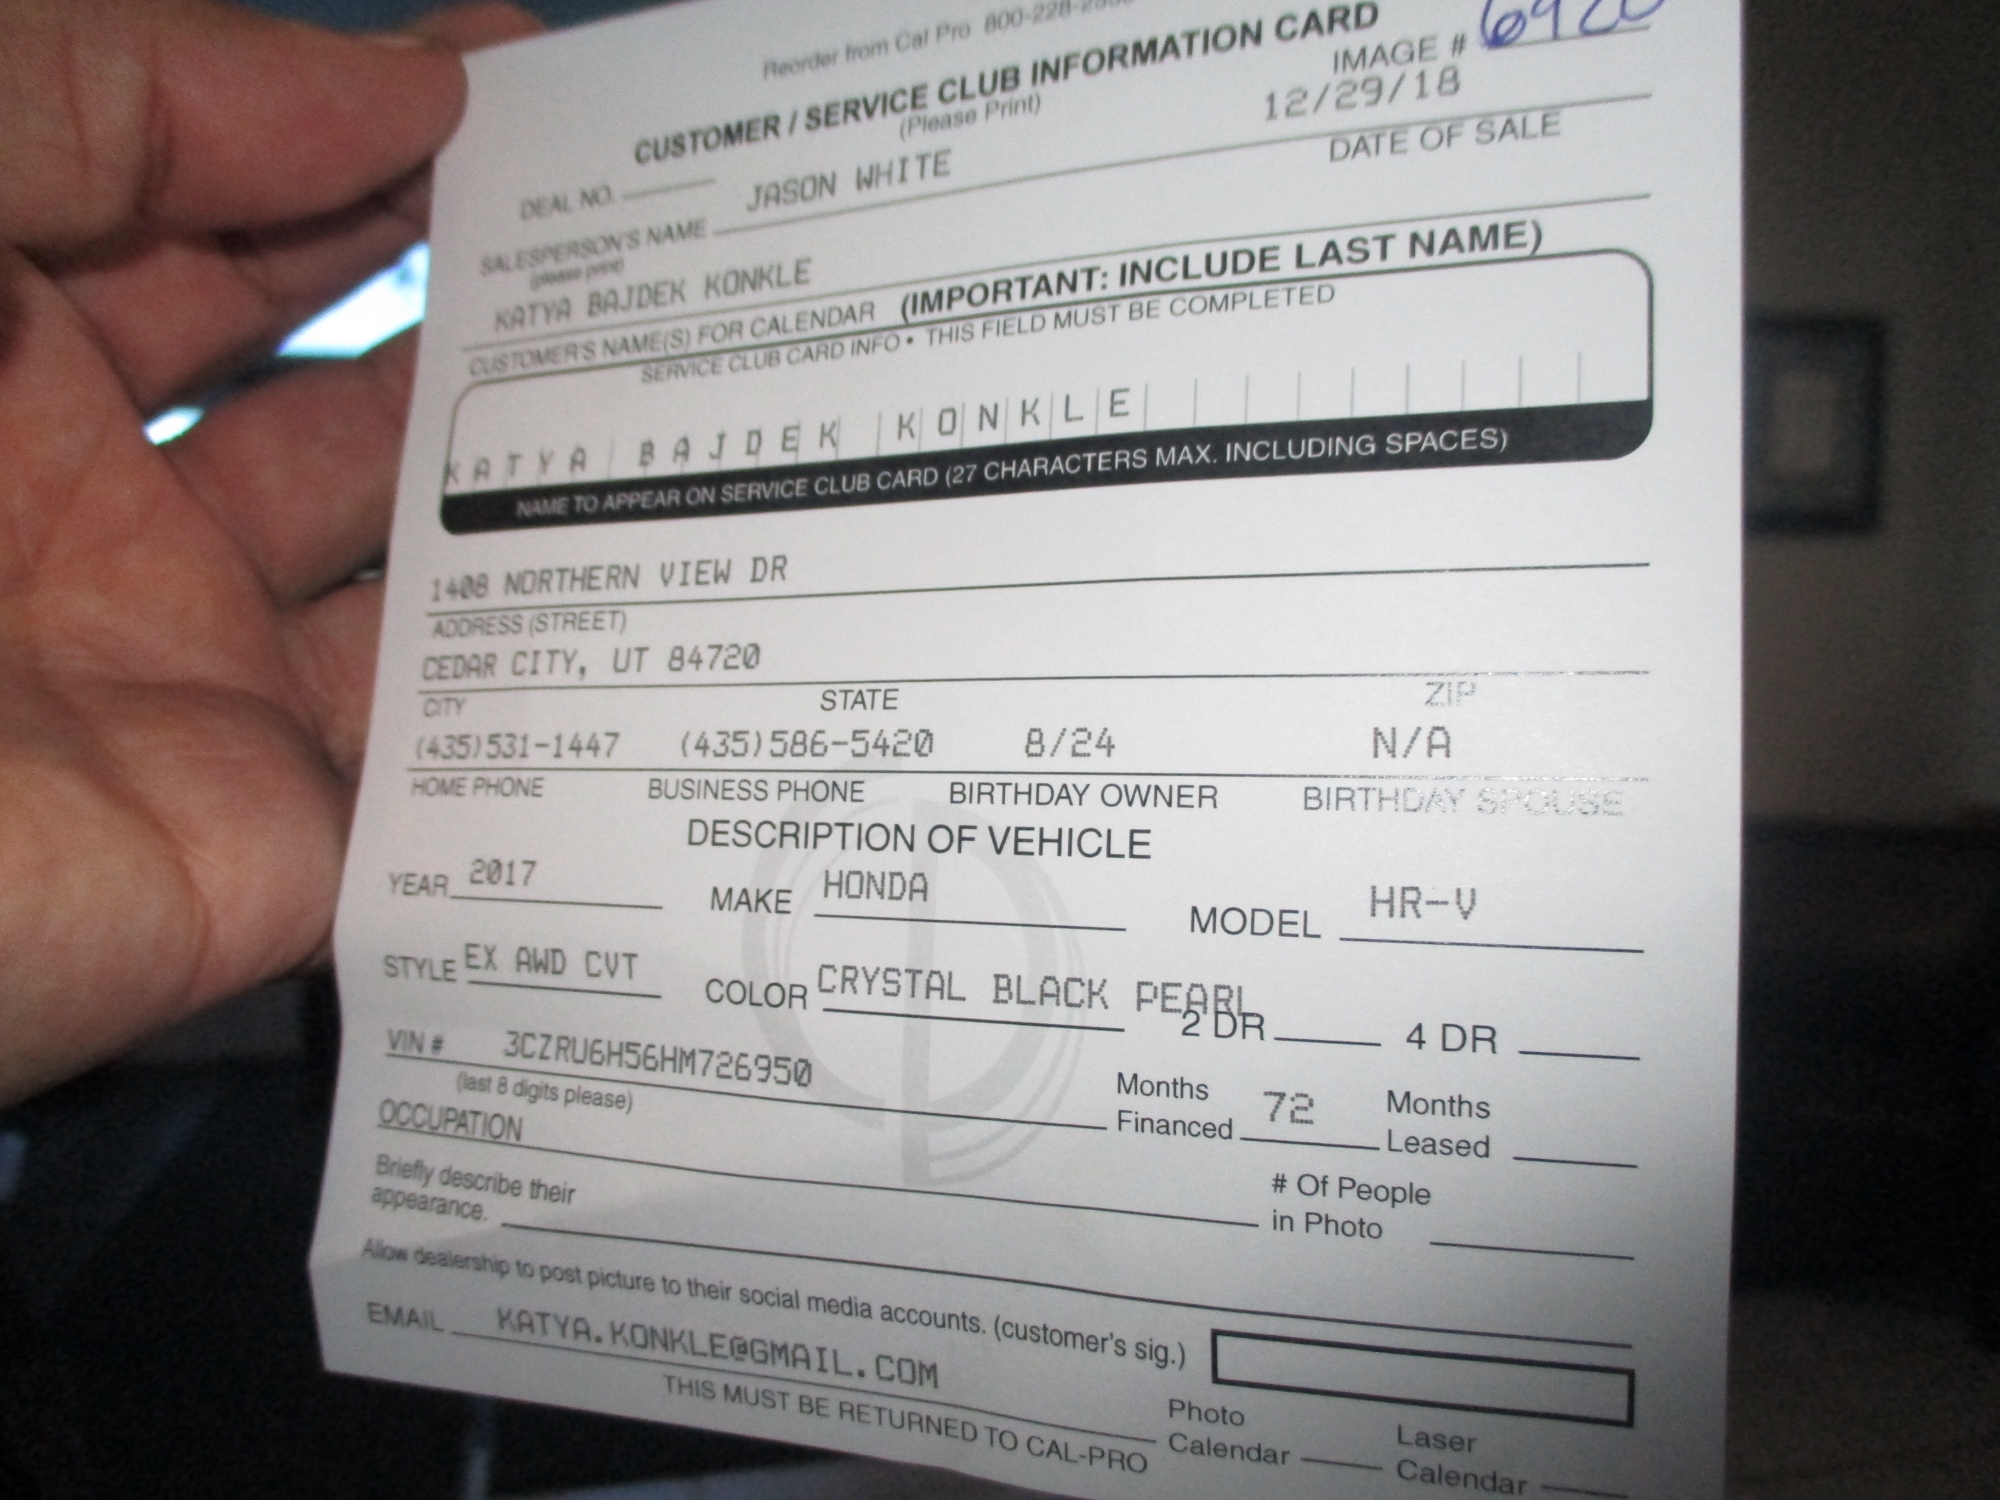 Reorder from Cal Pro 800-228-
CUSTOMER / SERVICE CLUB INFORMATION CARD
(Please Print)
IMAGE #
12/29/18
DEAL NO.
JASON WHITE
DATE OF SALE
SALESPERSON'S NAME
(please print)
KATYA BAJDEK KONKLE
CUSTOMER'S NAME(S) FOR CALENDAR (IMPORTANT: INCLUDE LAST NAME)
SERVICE CLUB CARD INFO • THIS FIELD MUST BE COMPLETED
KATYA BAJDEK KONKLE
NAME TO APPEAR ON SERVICE CLUB CARD (27 CHARACTERS MAX. INCLUDING SPACES)
1408 NORTHERN VIEW DR
ADDRESS (STREET)
CEDAR CITY, UT 84720
CITY STATE ZIP
(435)531-1447 (435)586-5420 8/24 N/A
HOME PHONE BUSINESS PHONE BIRTHDAY OWNER BIRTHDAY SPOUSE
DESCRIPTION OF VEHICLE
YEAR 2017 MAKE HONDA MODEL HR-V
STYLE EX AWD CVT COLOR CRYSTAL BLACK PEARL
2 DR 4 DR
VIN # 3CZRU6H56HM726950
(last 8 digits please)
Months Financed 72 Months Leased
OCCUPATION
# Of People in Photo
Briefly describe their
appearance.
Allow dealership to post picture to their social media accounts. (customer's sig.)
EMAIL KATYA.KONKLE@GMAIL.COM
THIS MUST BE RETURNED TO CAL-PRO
Photo Calendar
Laser Calendar